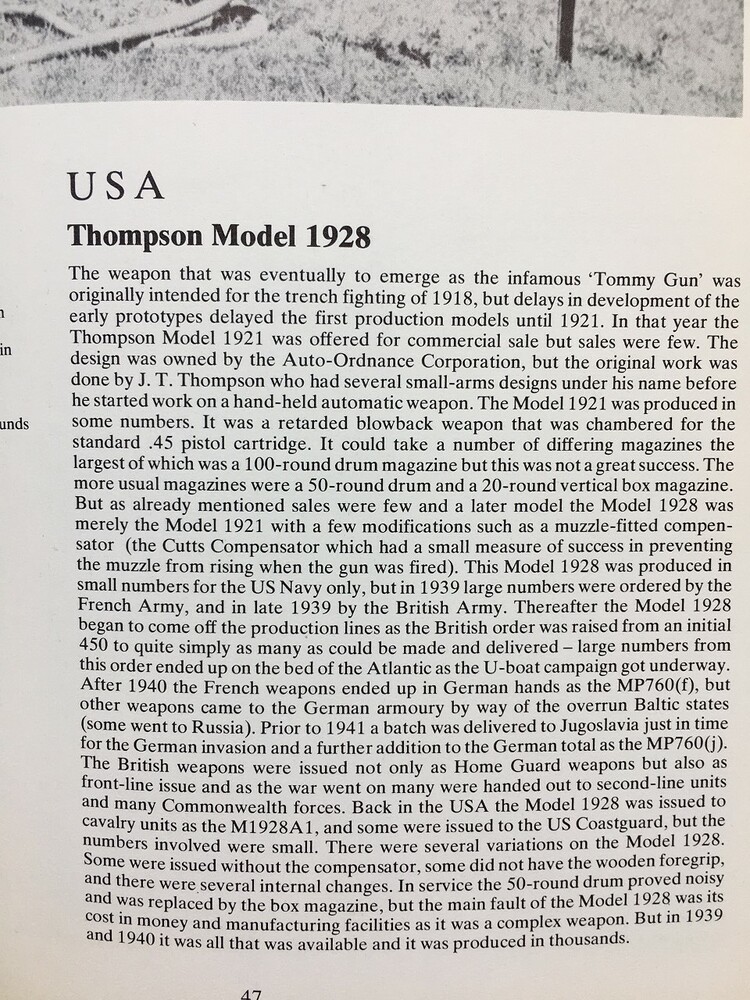 USA
Thompson Model 1928
The weapon that was eventually to emerge as the infamous ‘Tommy Gun’ was
originally intended for the trench fighting of 1918, but delays in development of the
early prototypes delayed the first production models until 1921. In that year the
Thompson Model 1921 was offered for commercial sale but sales were few. The
design was owned by the Auto-Ordnance Corporation, but the original work was
done by J. T. Thompson who had several small-arms designs under his name before
he started work on a hand-held automatic weapon. The Model 1921 was produced in
some numbers. It was a retarded blowback weapon that was chambered for the
standard .45 pistol cartridge. It could take a number of differing magazines the
largest of which was a 100-round drum magazine but this was not a great success. The
more usual magazines were a 50-round drum and a 20-round vertical box magazine.
But as already mentioned sales were few and a later model the Model 1928 was
merely the Model 1921 with a few modifications such as a muzzle-fitted compen-
sator (the Cutts Compensator which had a small measure of success in preventing
the muzzle from rising when the gun was fired). This Model 1928 was produced in
small numbers for the US Navy only, but in 1939 large numbers were ordered by the
French Army, and in late 1939 by the British Army. Thereafter the Model 1928
began to come off the production lines as the British order was raised from an initial
450 to quite simply as many as could be made and delivered – large numbers from
this order ended up on the bed of the Atlantic as the U-boat campaign got underway.
After 1940 the French weapons ended up in German hands as the MP760(f), but
other weapons came to the German armoury by way of the overrun Baltic states
(some went to Russia). Prior to 1941 a batch was delivered to Jugoslavia just in time
for the German invasion and a further addition to the German total as the MP760(j).
The British weapons were issued not only as Home Guard weapons but also as
front-line issue and as the war went on many were handed out to second-line units
and many Commonwealth forces. Back in the USA the Model 1928 was issued to
cavalry units as the M1928A1, and some were issued to the US Coastguard, but the
numbers involved were small. There were several variations on the Model 1928.
Some were issued without the compensator, some did not have the wooden foregrip,
and there were several internal changes. In service the 50-round drum proved noisy
and was replaced by the box magazine, but the main fault of the Model 1928 was its
cost in money and manufacturing facilities as it was a complex weapon. But in 1939
and 1940 it was all that was available and it was produced in thousands.
in
unds
47